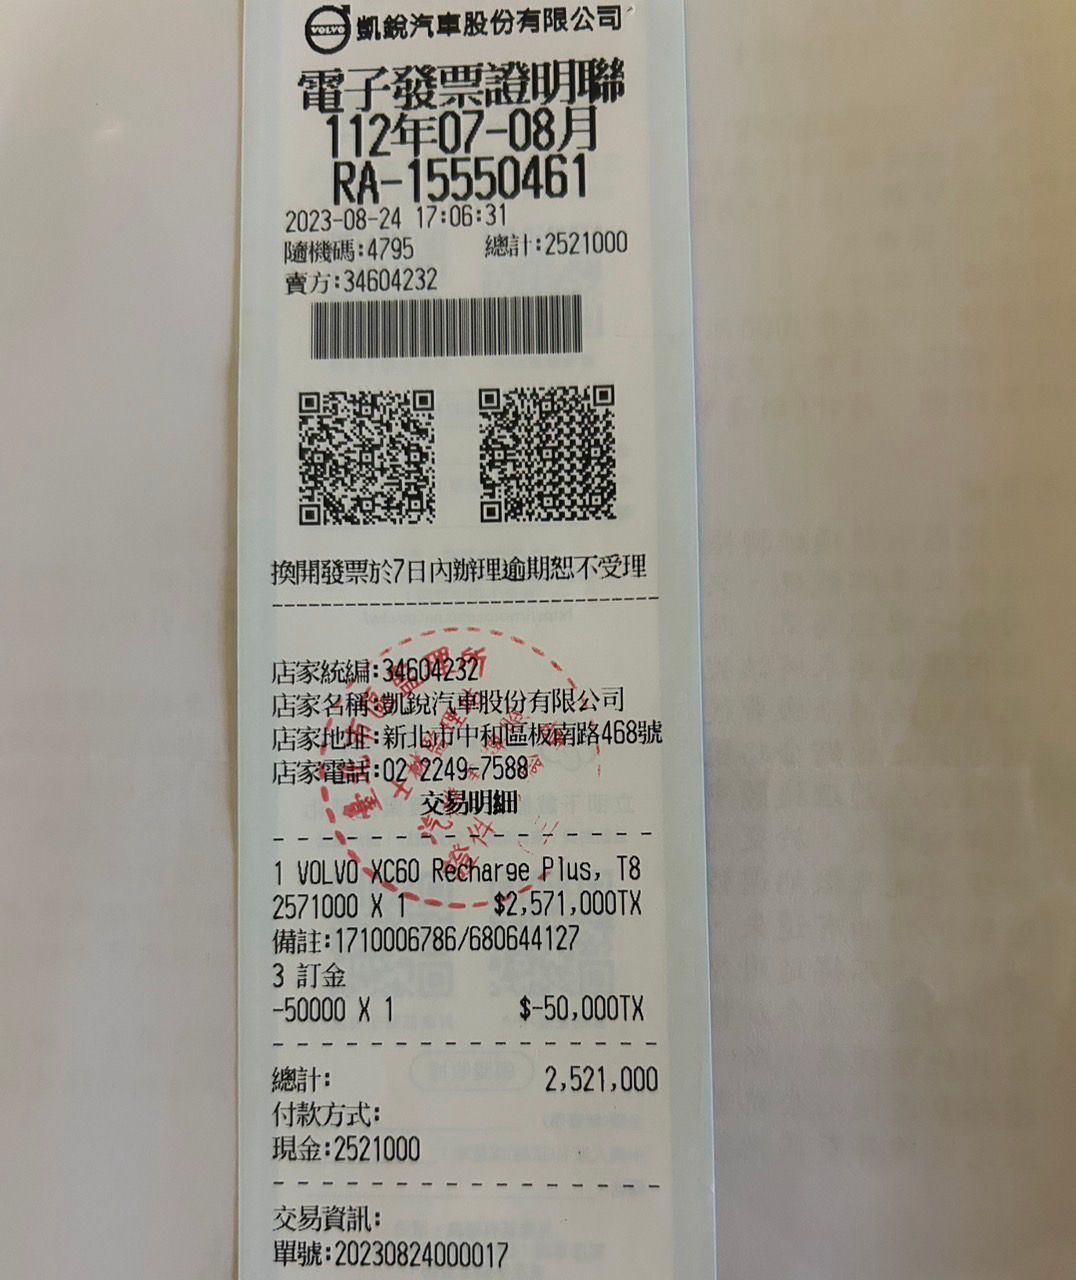 VOLVO 凱銳汽車股份有限公司
電子發票證明聯
112年07-08月
RA-15550461
2023-08-24 17:06:31
隨機碼:4795 總計:2521000
賣方:34604232
換開發票於7日內辦理逾期恕不受理
店家統編:34604232
店家名稱:凱銳汽車股份有限公司
店家地址:新北市中和區板南路468號
店家電話:02 2249-7588
交易明細
1 VOLVO XC60 Recharge Plus, T8
2571000 X 1 $2,571,000TX
備註:1710006786/680644127
3 訂金
-50000 X 1 $-50,000TX
總計: 2,521,000
付款方式:
現金:2521000
交易資訊:
單號:20230824000017